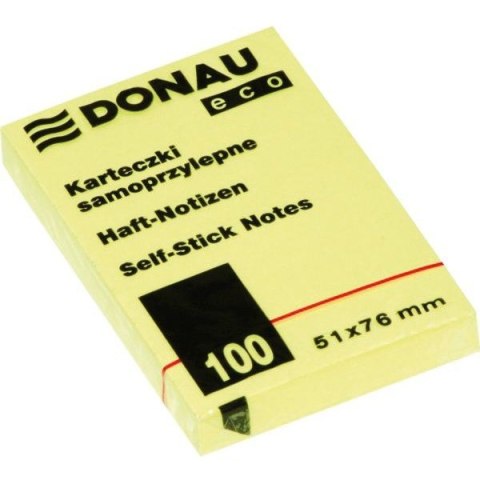 DONAU
eco
Karteczki
samoprzylepne
Haft-Notizen
Self-Stick Notes
100
51x76 mm